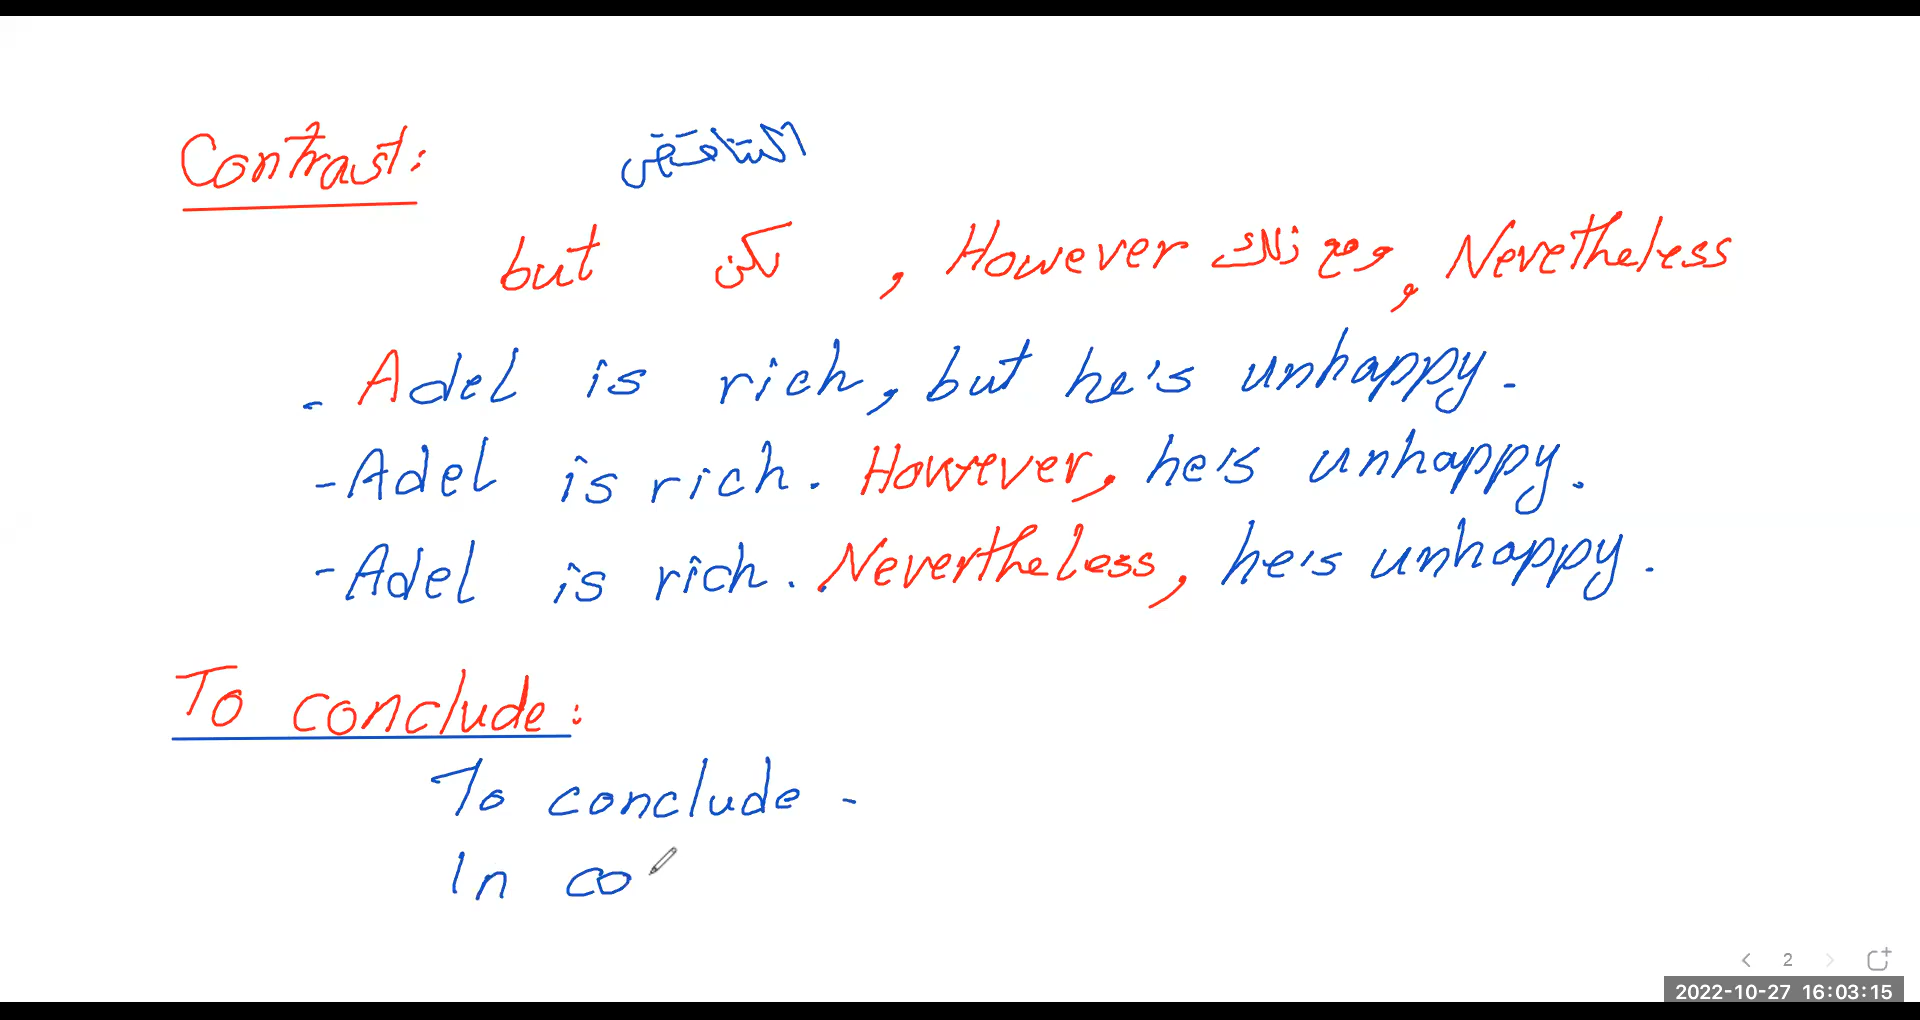 Contrast: التناقض
but لكن , However ومع ذلك , Nevetheless
- Adel is rich, but he's unhappy.
- Adel is rich. However, he's unhappy.
- Adel is rich. Nevertheless, he's unhappy.
To conclude:
To conclude -
In co
2
2022-10-27 16:03:15